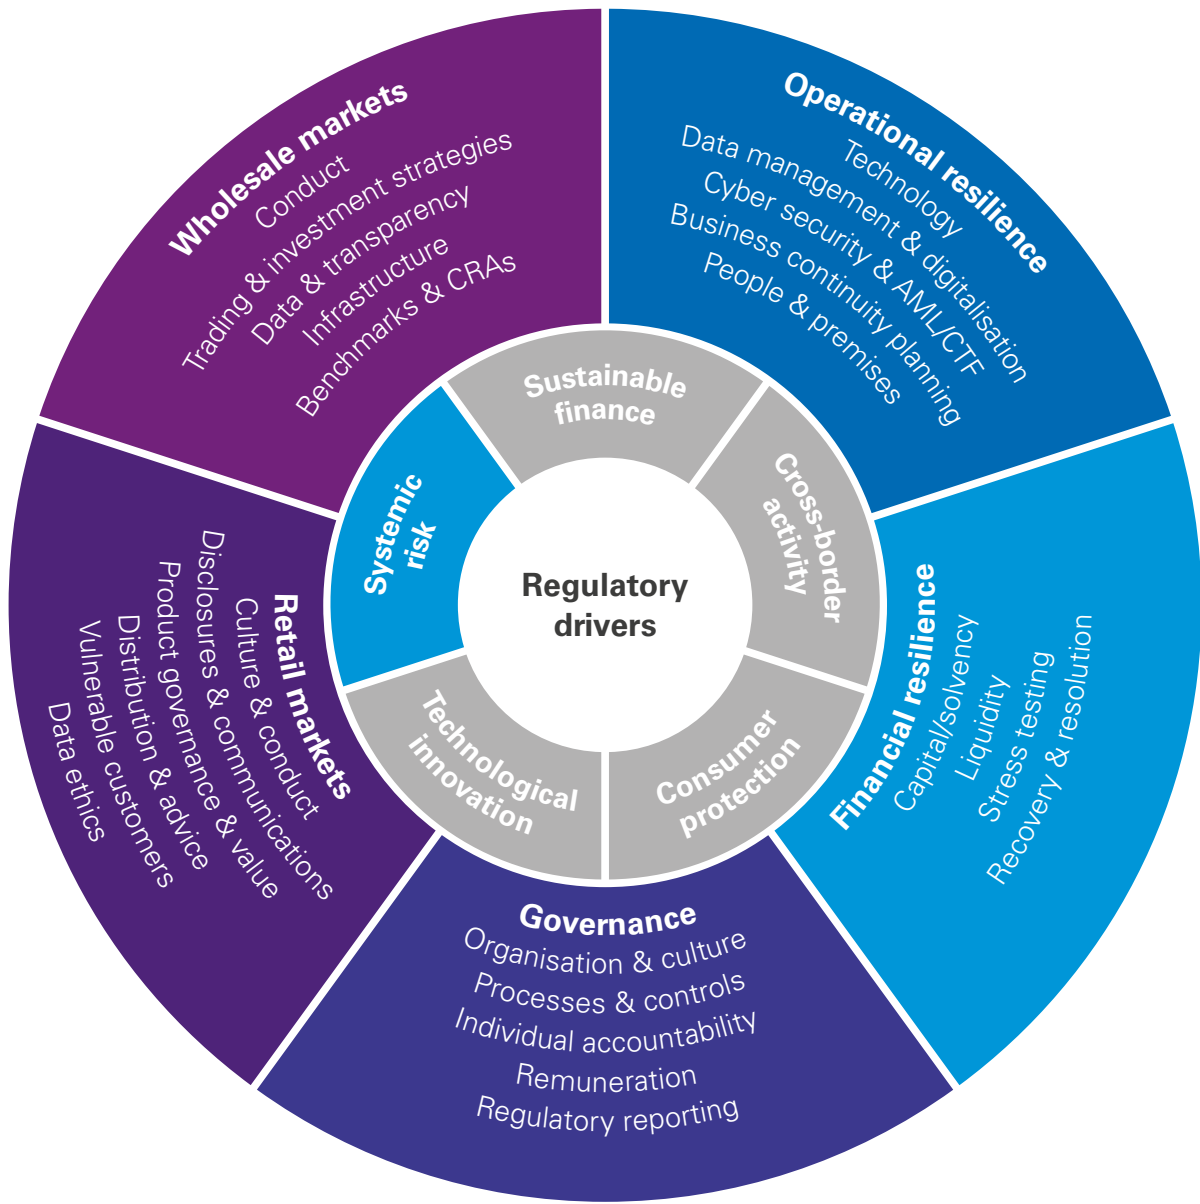 Wholesale markets
Conduct
Trading & investment strategies
Data & transparency
Infrastructure
Benchmarks & CRAs
Operational resilience
Technology
Data management & digitalisation
Cyber security & AML/CTF
Business continuity planning
People & premises
Financial resilience
Capital/solvency
Liquidity
Stress testing
Recovery & resolution
Governance
Organisation & culture
Processes & controls
Individual accountability
Remuneration
Regulatory reporting
Retail markets
Culture & conduct
Disclosures & communications
Product governance & value
Distribution & advice
Vulnerable customers
Data ethics
Sustainable
finance
Cross-border
activity
Consumer
protection
Technological
innovation
Systemic
risk
Regulatory
drivers